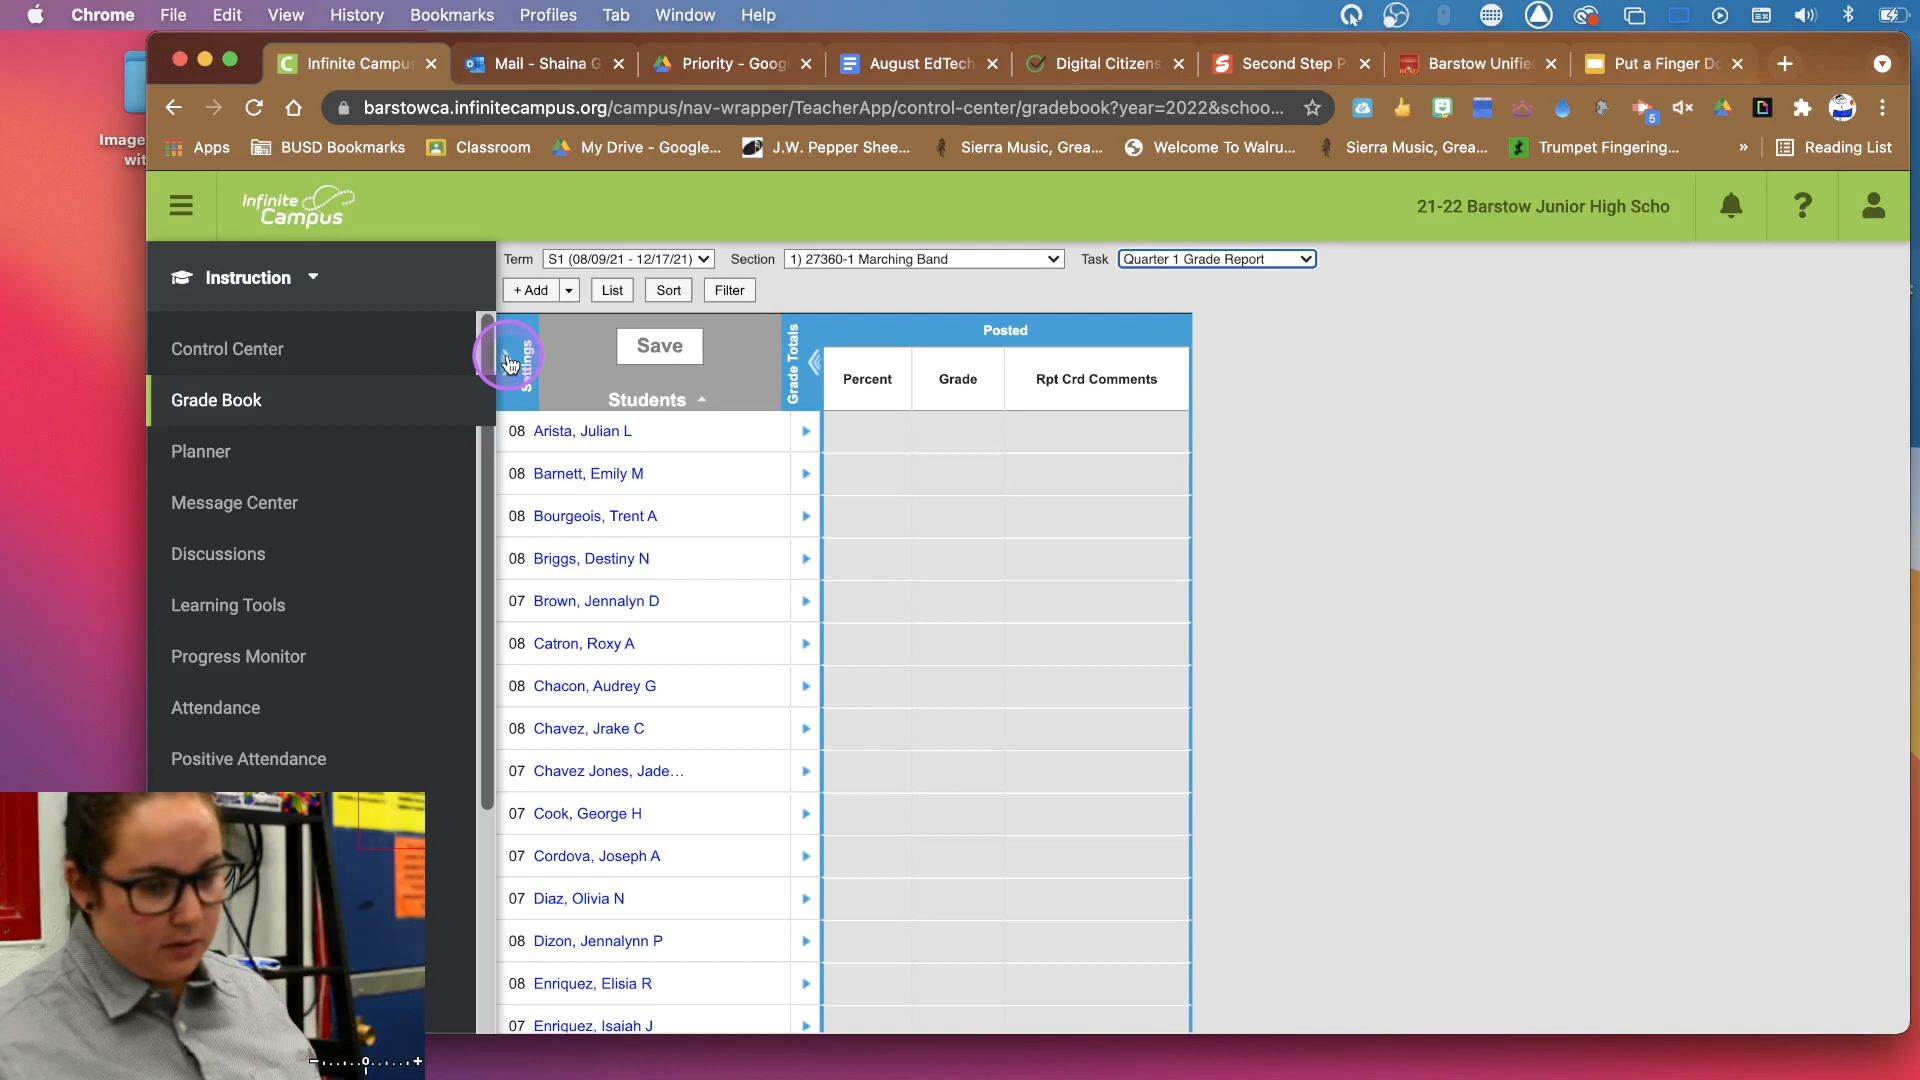 Chrome File Edit View History Bookmarks Profiles Tab Window Help
Infinite Campus Mail - Shaina G Priority - Goog August EdTech Digital Citizens Second Step P Barstow Unifie Put a Finger Do
barstowca.infinitecampus.org/campus/nav-wrapper/TeacherApp/control-center/gradebook?year=2022&schoo...
5
Image
wit
Apps BUSD Bookmarks Classroom My Drive - Google... J.W. Pepper Shee... Sierra Music, Grea... Welcome To Walru... Sierra Music, Grea... Trumpet Fingering... » Reading List
Infinite Campus
21-22 Barstow Junior High Scho
?
Instruction
Control Center
Grade Book
Planner
Message Center
Discussions
Learning Tools
Progress Monitor
Attendance
Positive Attendance
Term S1 (08/09/21 - 12/17/21) Section 1) 27360-1 Marching Band Task Quarter 1 Grade Report
+ Add List Sort Filter
Settings
Save
Students
Grade Totals
Posted
Percent Grade Rpt Crd Comments
08 Arista, Julian L
08 Barnett, Emily M
08 Bourgeois, Trent A
08 Briggs, Destiny N
07 Brown, Jennalyn D
08 Catron, Roxy A
08 Chacon, Audrey G
08 Chavez, Jrake C
07 Chavez Jones, Jade...
07 Cook, George H
07 Cordova, Joseph A
07 Diaz, Olivia N
08 Dizon, Jennalynn P
08 Enriquez, Elisia R
07 Enriquez, Isaiah J